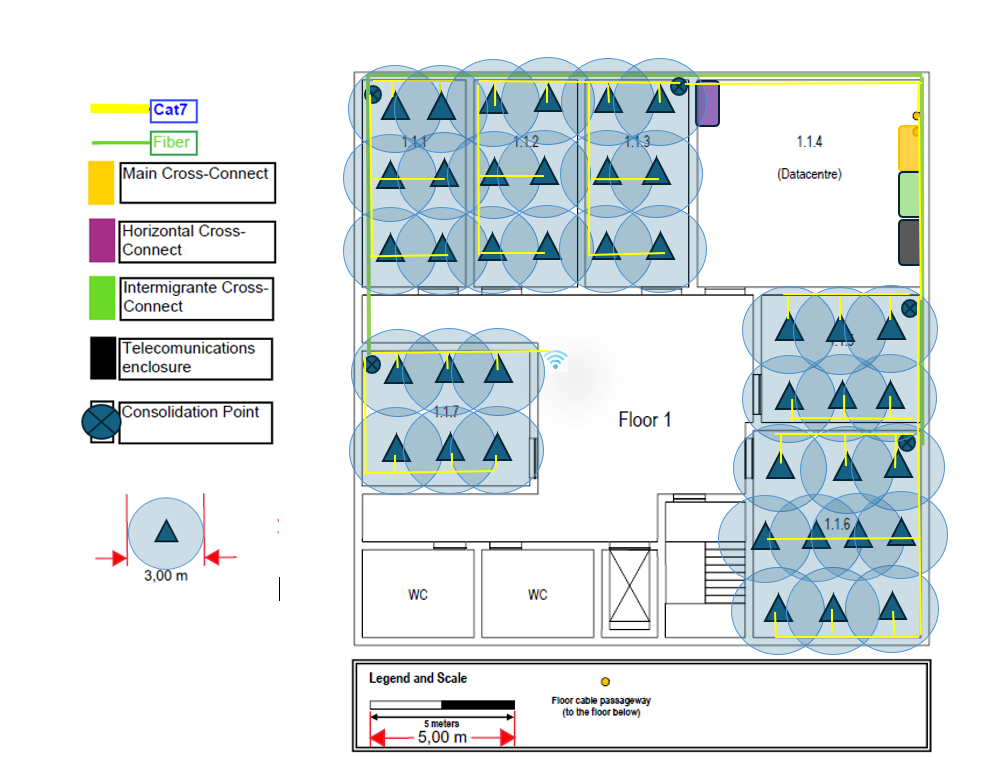 Cat7
Fiber
Main Cross-Connect
Horizontal Cross-
Connect
Intermigrante Cross-
Connect
Telecomunications
enclosure
Consolidation Point
3,00 m
1.1.1
1.1.2
1.1.3
1.1.4
(Datacentre)
1.1.5
1.1.7
Floor 1
1.1.6
WC
WC
Legend and Scale
5 meters
5,00 m
Floor cable passageway
(to the floor below)